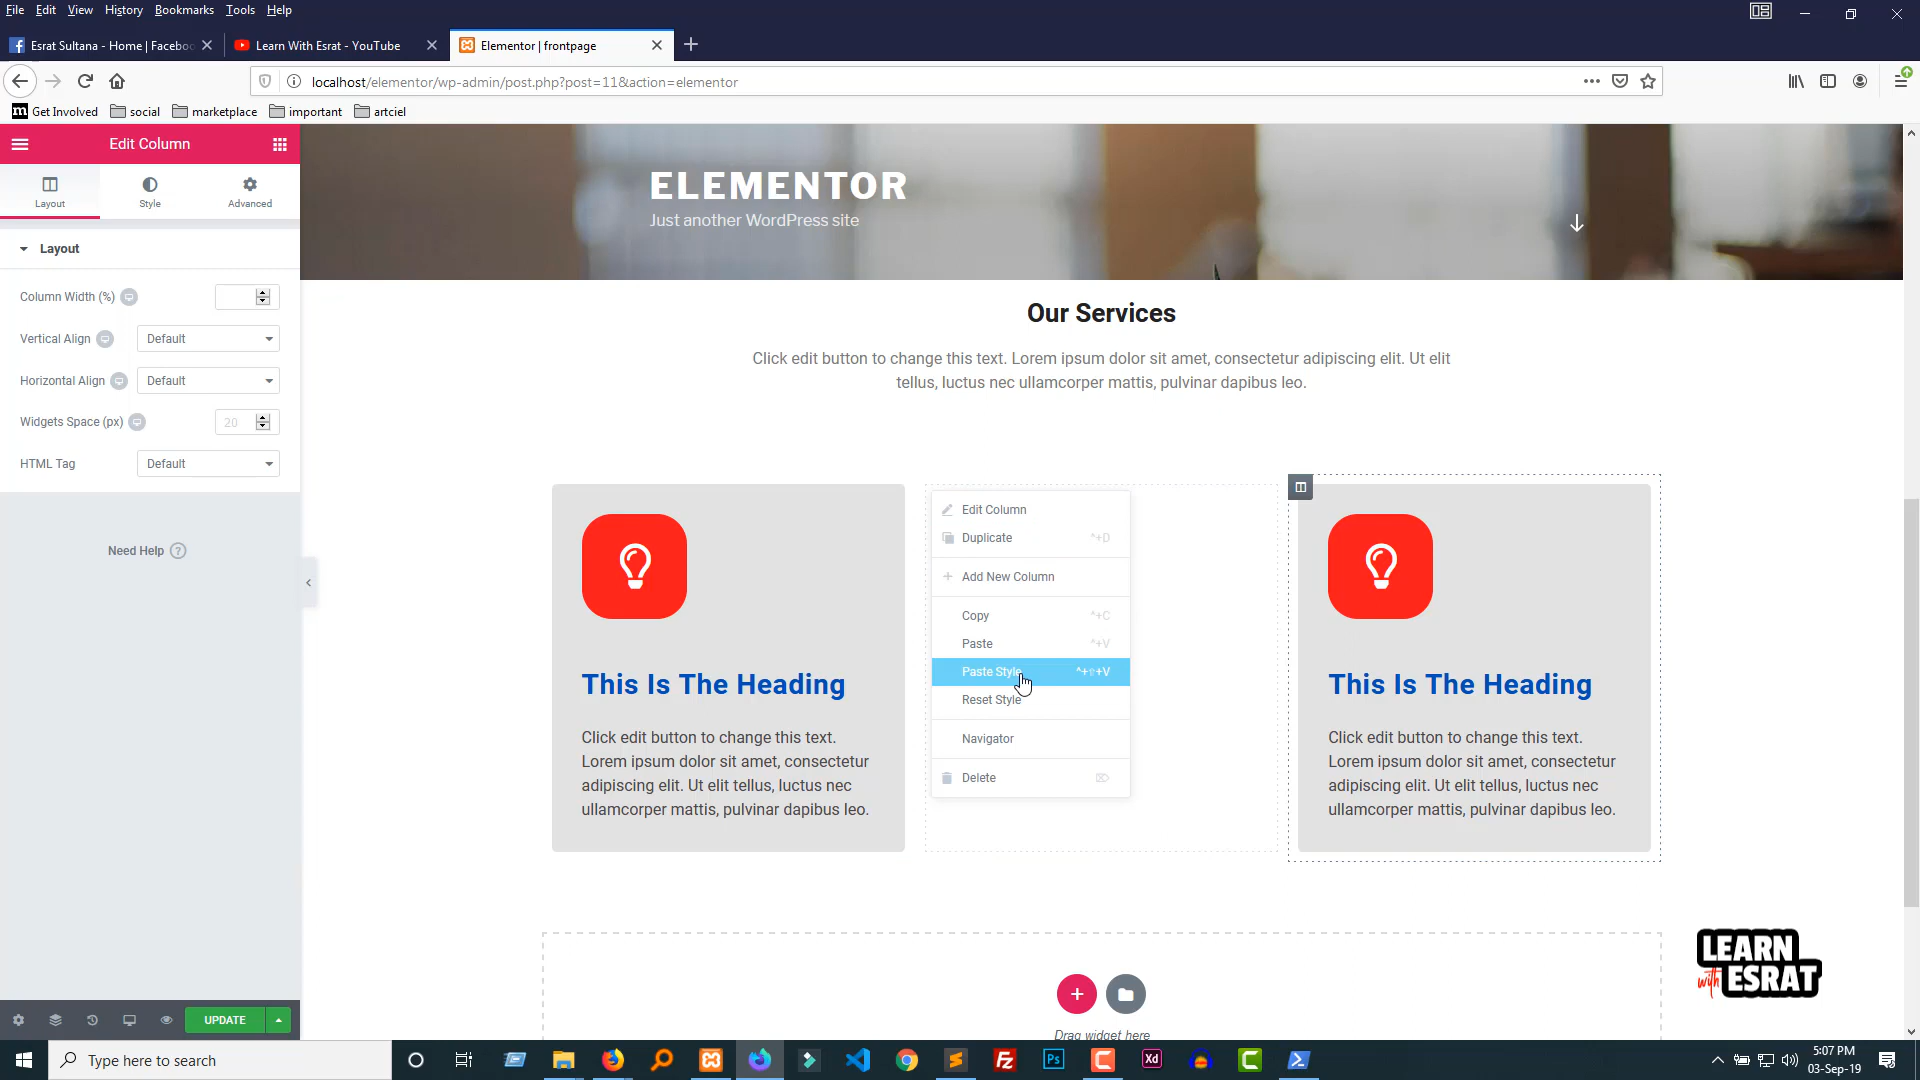 File Edit View History Bookmarks Tools Help
Esrat Sultana - Home | Faceboo
Learn With Esrat - YouTube
Elementor | frontpage
localhost/elementor/wp-admin/post.php?post=11&action=elementor
m Get Involved social marketplace important artciel
Edit Column
Layout Style Advanced
Layout
Column Width (%)
Vertical Align Default
Horizontal Align Default
Widgets Space (px) 20
HTML Tag Default
Need Help ?
UPDATE
ELEMENTOR
Just another WordPress site
Our Services
Click edit button to change this text. Lorem ipsum dolor sit amet, consectetur adipiscing elit. Ut elit
tellus, luctus nec ullamcorper mattis, pulvinar dapibus leo.
This Is The Heading
Click edit button to change this text.
Lorem ipsum dolor sit amet, consectetur
adipiscing elit. Ut elit tellus, luctus nec
ullamcorper mattis, pulvinar dapibus leo.
Edit Column
Duplicate ^+D
Add New Column
Copy ^+C
Paste ^+V
Paste Style ^+⇧+V
Reset Style
Navigator
Delete ⌦
This Is The Heading
Click edit button to change this text.
Lorem ipsum dolor sit amet, consectetur
adipiscing elit. Ut elit tellus, luctus nec
ullamcorper mattis, pulvinar dapibus leo.
Drag widget here
LEARN
with ESRAT
Type here to search
Fz Ps Xd
5:07 PM
03-Sep-19